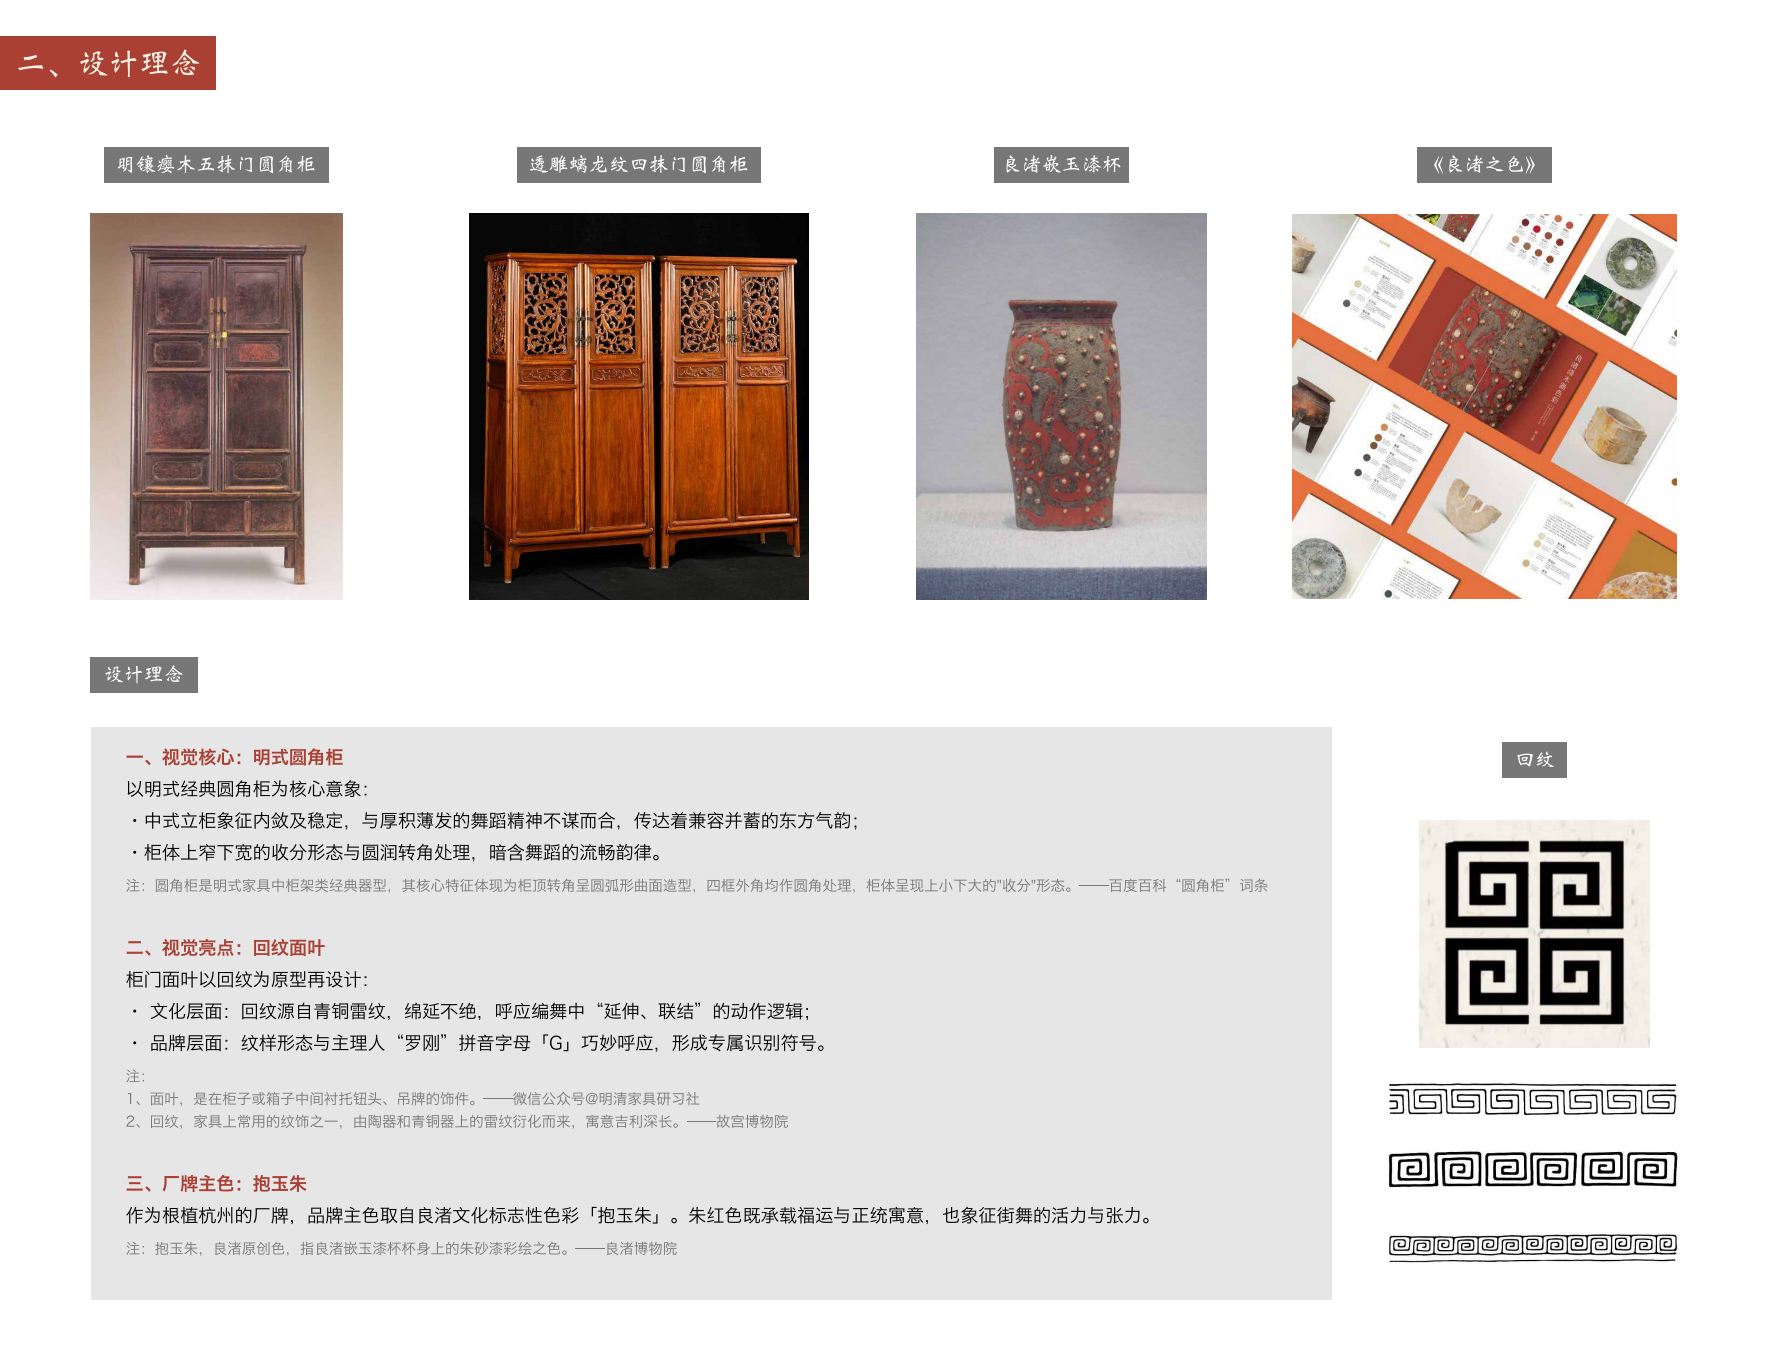 二、设计理念
明镶瘿木五抹门圆角柜
透雕螭龙纹四抹门圆角柜
良渚嵌玉漆杯
《良渚之色》
设计理念
一、视觉核心：明式圆角柜
以明式经典圆角柜为核心意象：
·中式立柜象征内敛及稳定，与厚积薄发的舞蹈精神不谋而合，传达着兼容并蓄的东方气韵；
·柜体上窄下宽的收分形态与圆润转角处理，暗含舞蹈的流畅韵律。
注：圆角柜是明式家具中柜架类经典器型，其核心特征体现为柜顶转角呈圆弧形曲面造型，四框外角均作圆角处理，柜体呈现上小下大的"收分"形态。——百度百科“圆角柜”词条
二、视觉亮点：回纹面叶
柜门面叶以回纹为原型再设计：
· 文化层面：回纹源自青铜雷纹，绵延不绝，呼应编舞中“延伸、联结”的动作逻辑；
· 品牌层面：纹样形态与主理人“罗刚”拼音字母「G」巧妙呼应，形成专属识别符号。
注：
1、面叶，是在柜子或箱子中间衬托钮头、吊牌的饰件。——微信公众号@明清家具研习社
2、回纹，家具上常用的纹饰之一，由陶器和青铜器上的雷纹衍化而来，寓意吉利深长。——故宫博物院
三、厂牌主色：抱玉朱
作为根植杭州的厂牌，品牌主色取自良渚文化标志性色彩「抱玉朱」。朱红色既承载福运与正统寓意，也象征街舞的活力与张力。
注：抱玉朱，良渚原创色，指良渚嵌玉漆杯杯身上的朱砂漆彩绘之色。——良渚博物院
回纹